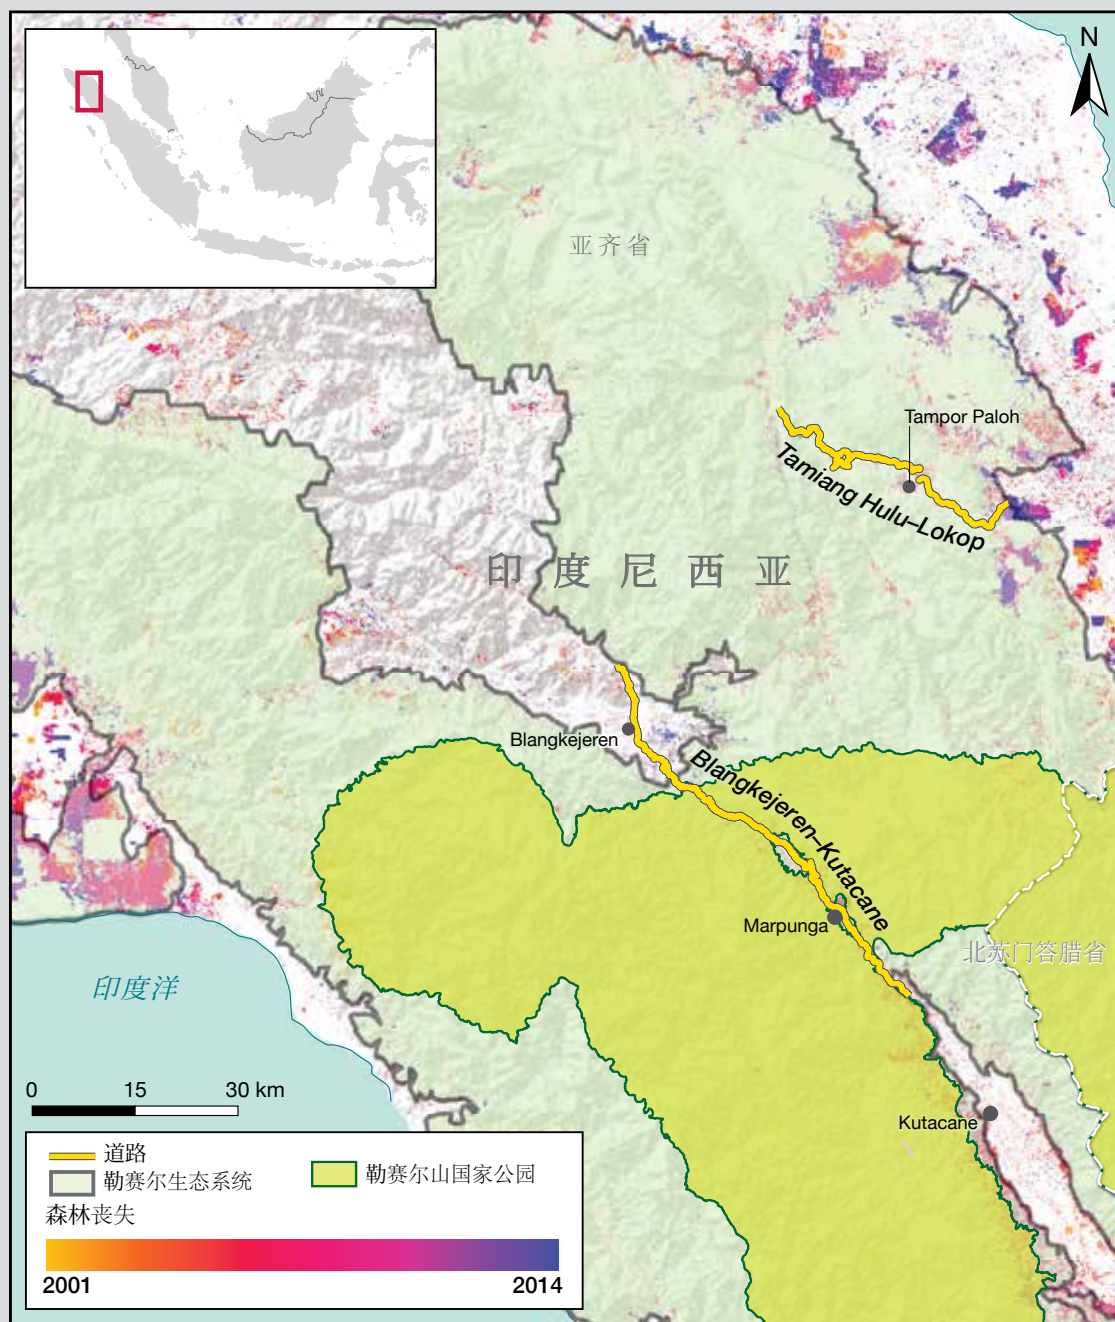 N
亚齐省
Tampor Paloh
Tamiang Hulu–Lokop
印度尼西亚
Blangkejeren
Blangkejeren–Kutacane
Marpunga
北苏门答腊省
印度洋
0 15 30 km
Kutacane
道路
勒赛尔生态系统
勒赛尔山国家公园
森林丧失
2001 2014